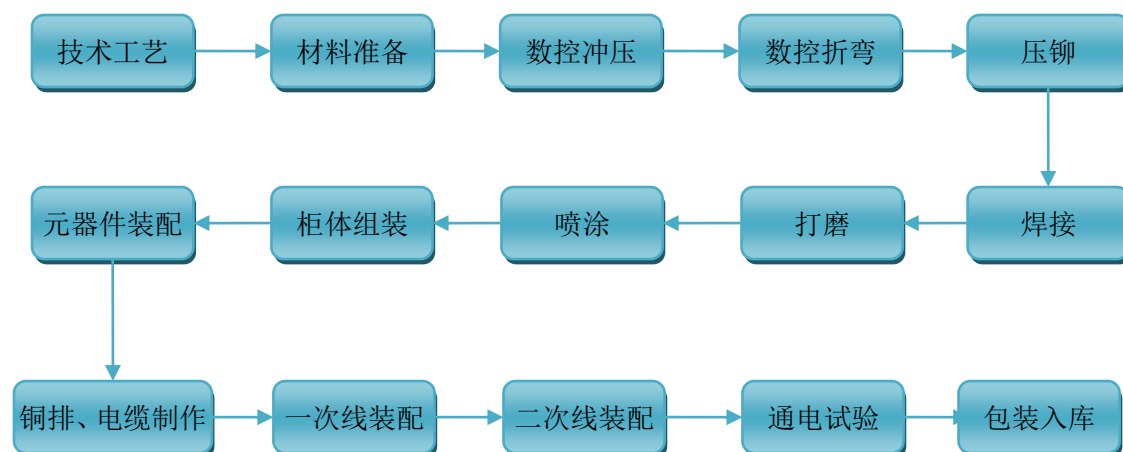 技术工艺
材料准备
数控冲压
数控折弯
压铆
焊接
打磨
喷涂
柜体组装
元器件装配
铜排、电缆制作
一次线装配
二次线装配
通电试验
包装入库